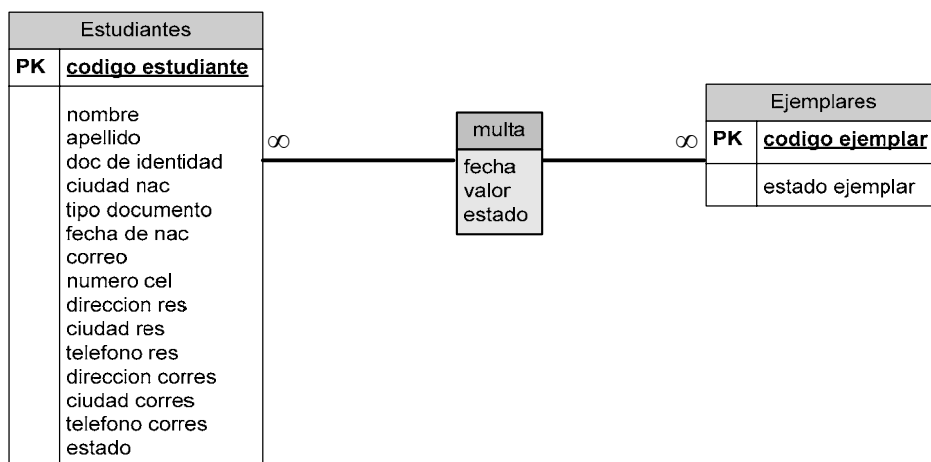 Estudiantes
PK codigo estudiante
nombre
apellido
doc de identidad
ciudad nac
tipo documento
fecha de nac
correo
numero cel
direccion res
ciudad res
telefono res
direccion corres
ciudad corres
telefono corres
estado
∞
multa
fecha
valor
estado
∞
Ejemplares
PK codigo ejemplar
estado ejemplar